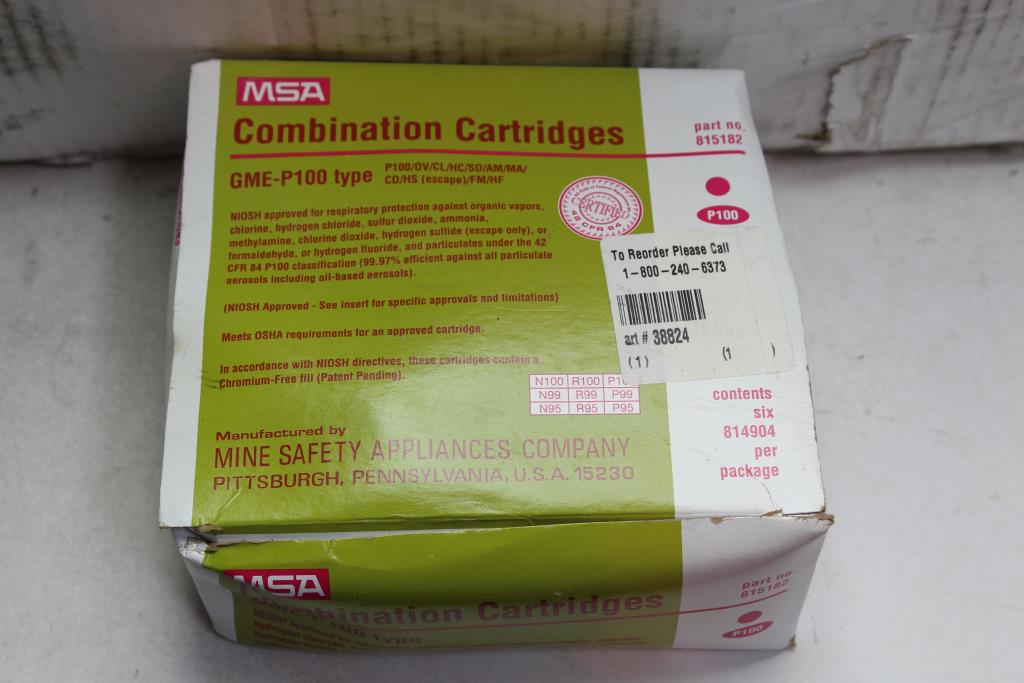 MSA
Combination Cartridges
part no.
815182
GME-P100 type
P100/OV/CL/HC/SD/AM/MA/
CD/HS (escape)/FM/HF
P100
CERTIFIED
42 CFR 84
NIOSH approved for respiratory protection against organic vapors,
chlorine, hydrogen chloride, sulfur dioxide, ammonia,
methylamine, chlorine dioxide, hydrogen sulfide (escape only), or
formaldehyde, or hydrogen fluoride, and particulates under the 42
CFR 84 P100 classification (99.97% efficient against all particulate
aerosols including oil-based aerosols).
(NIOSH Approved - See insert for specific approvals and limitations)
Meets OSHA requirements for an approved cartridge.
In accordance with NIOSH directives, these cartridges contain a
Chromium-Free fill (Patent Pending).
To Reorder Please Call
1-800-240-6373
art # 38824
(1) (1 )
N100 R100 P10
N99 R99 P99
N95 R95 P95
contents
six
814904
per
package
Manufactured by
MINE SAFETY APPLIANCES COMPANY
PITTSBURGH, PENNSYLVANIA, U.S.A. 15230
MSA
Combination Cartridges
part no.
815182
100 type
P100
NIOSH approved for
hydrogen